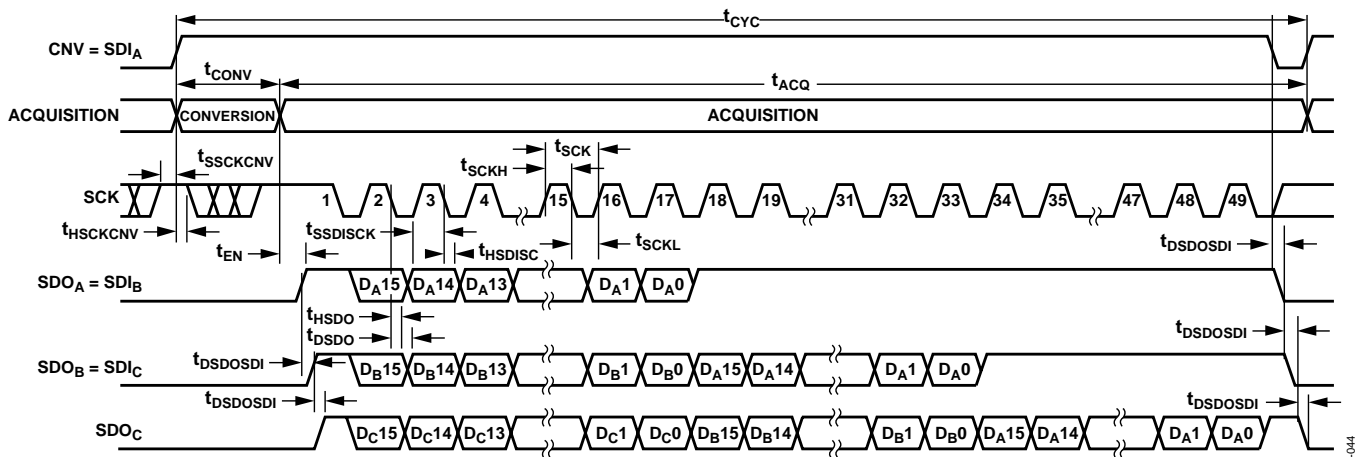 tCYC
CNV = SDIA
tCONV
tACQ
ACQUISITION
CONVERSION
ACQUISITION
tSSCKCNV
tSCK
tSCKH
SCK
1 2 3 4 15 16 17 18 19 31 32 33 34 35 47 48 49
tHSCKCNV
tSSDISCK
tHSDISC
tSCKL
tDSDOSDI
tEN
SDOA = SDIB
DA15 DA14 DA13 DA1 DA0
tHSDO
tDSDO
tDSDOSDI
tDSDOSDI
SDOB = SDIC
DB15 DB14 DB13 DB1 DB0 DA15 DA14 DA1 DA0
tDSDOSDI
tDSDOSDI
SDOC
DC15 DC14 DC13 DC1 DC0 DB15 DB14 DB1 DB0 DA15 DA14 DA1 DA0
-044